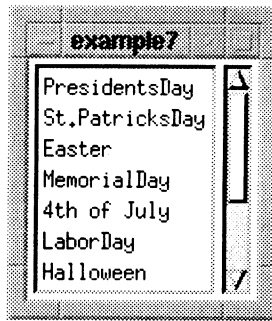 example7
PresidentsDay
St.PatricksDay
Easter
MemorialDay
4th of July
LaborDay
Halloween